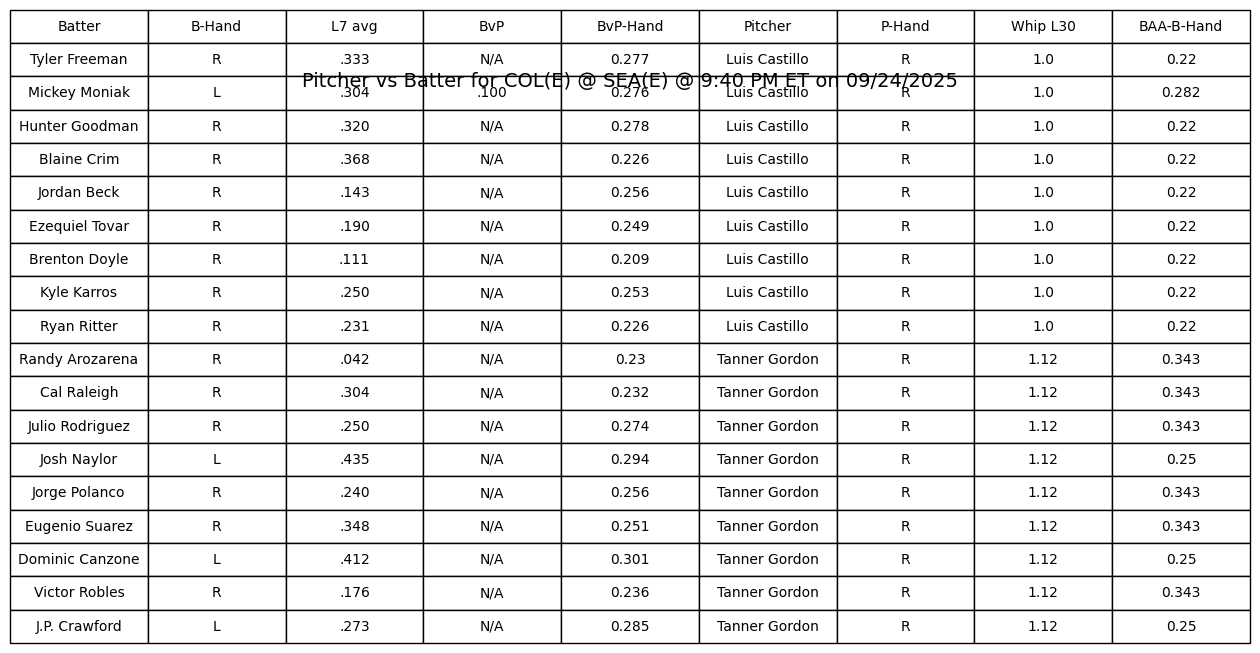 Batter B-Hand L7 avg BvP BvP-Hand Pitcher P-Hand Whip L30 BAA-B-Hand
Tyler Freeman R .333 N/A 0.277 Luis Castillo R 1.0 0.22
Pitcher vs Batter for COL(E) @ SEA(E) @ 9:40 PM ET on 09/24/2025
Mickey Moniak L .304 .100 0.276 Luis Castillo R 1.0 0.282
Hunter Goodman R .320 N/A 0.278 Luis Castillo R 1.0 0.22
Blaine Crim R .368 N/A 0.226 Luis Castillo R 1.0 0.22
Jordan Beck R .143 N/A 0.256 Luis Castillo R 1.0 0.22
Ezequiel Tovar R .190 N/A 0.249 Luis Castillo R 1.0 0.22
Brenton Doyle R .111 N/A 0.209 Luis Castillo R 1.0 0.22
Kyle Karros R .250 N/A 0.253 Luis Castillo R 1.0 0.22
Ryan Ritter R .231 N/A 0.226 Luis Castillo R 1.0 0.22
Randy Arozarena R .042 N/A 0.23 Tanner Gordon R 1.12 0.343
Cal Raleigh R .304 N/A 0.232 Tanner Gordon R 1.12 0.343
Julio Rodriguez R .250 N/A 0.274 Tanner Gordon R 1.12 0.343
Josh Naylor L .435 N/A 0.294 Tanner Gordon R 1.12 0.25
Jorge Polanco R .240 N/A 0.256 Tanner Gordon R 1.12 0.343
Eugenio Suarez R .348 N/A 0.251 Tanner Gordon R 1.12 0.343
Dominic Canzone L .412 N/A 0.301 Tanner Gordon R 1.12 0.25
Victor Robles R .176 N/A 0.236 Tanner Gordon R 1.12 0.343
J.P. Crawford L .273 N/A 0.285 Tanner Gordon R 1.12 0.25